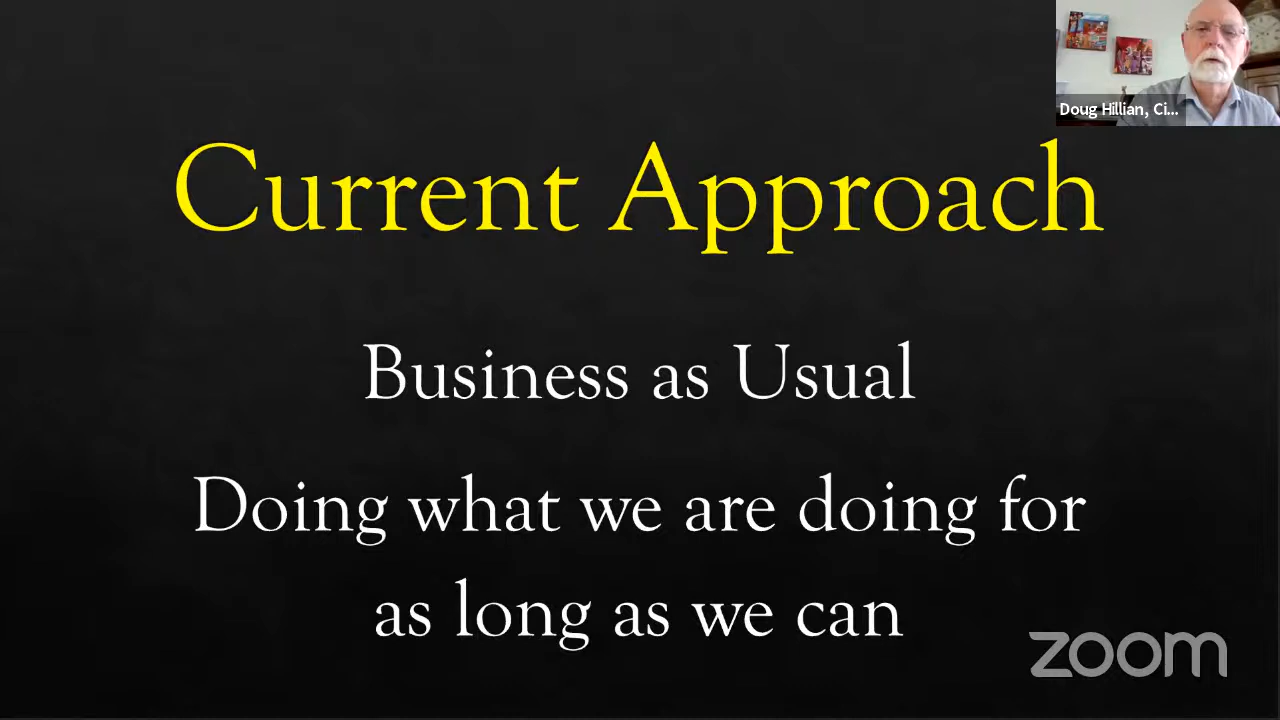 Doug Hillian, Ci...
Current Approach
Business as Usual
Doing what we are doing for
as long as we can
zoom